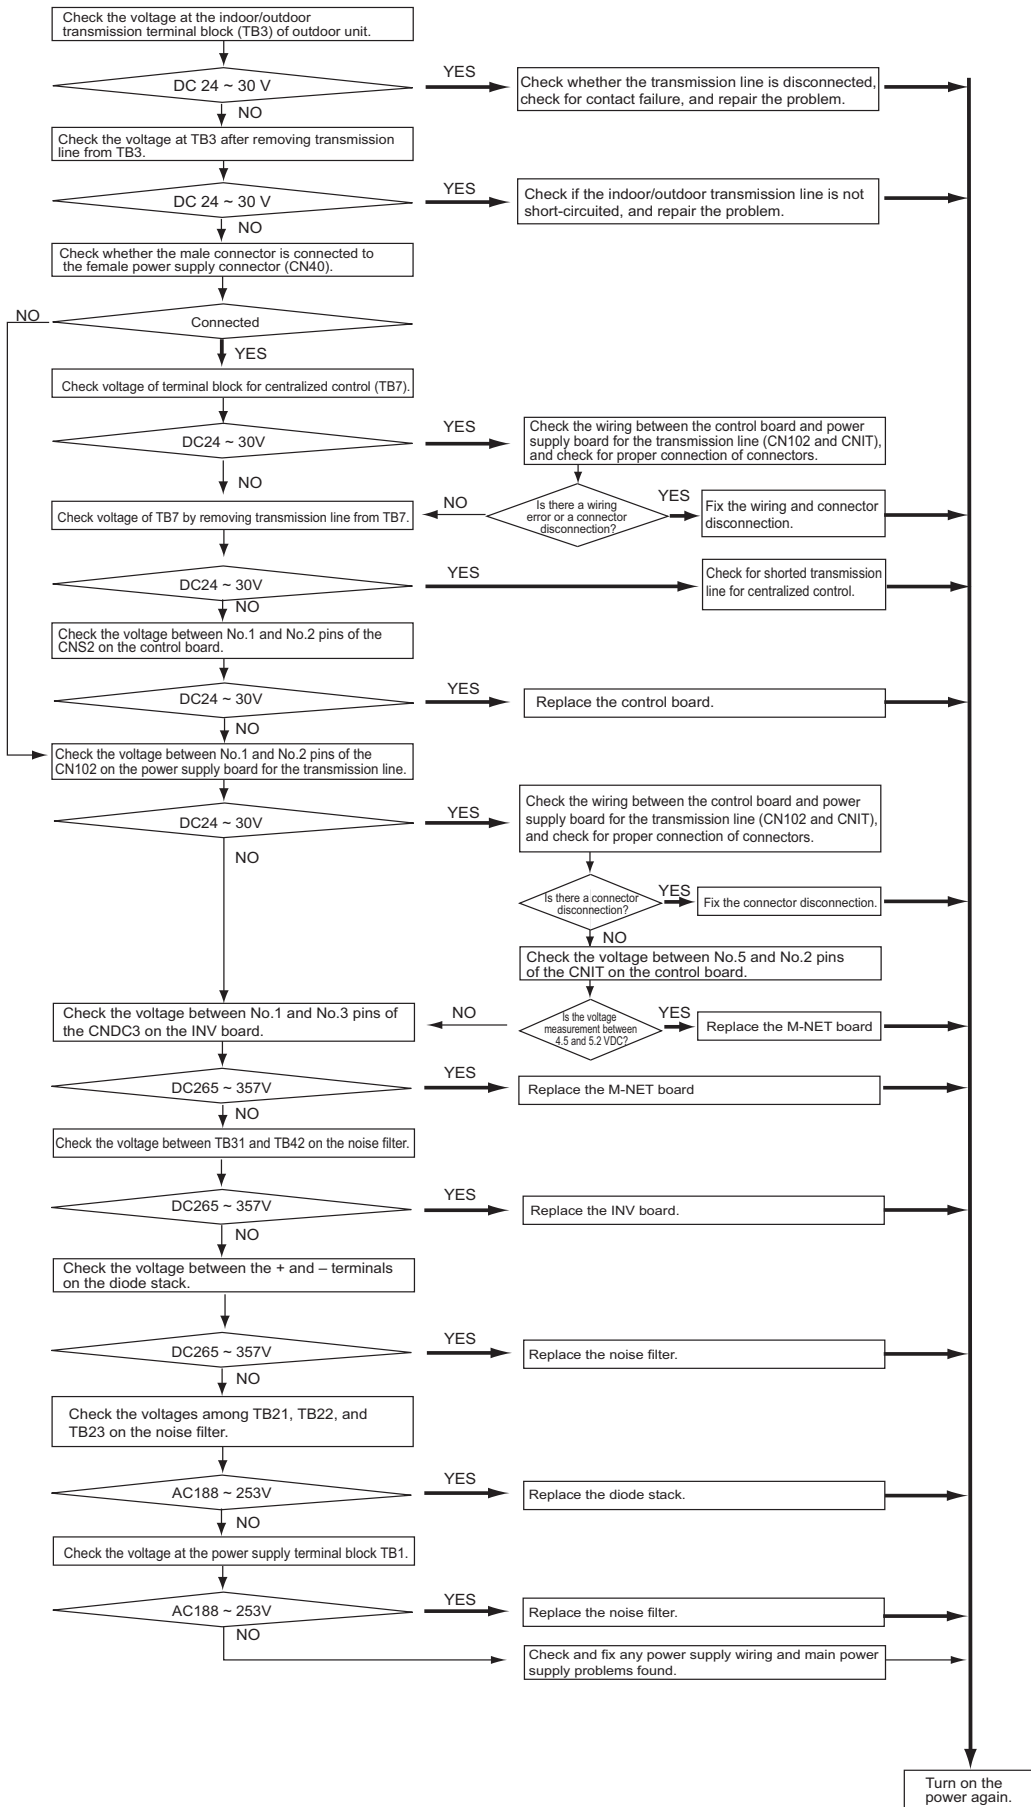 Check the voltage at the indoor/outdoor
transmission terminal block (TB3) of outdoor unit.
DC 24 ~ 30 V
YES
Check whether the transmission line is disconnected,
check for contact failure, and repair the problem.
NO
Check the voltage at TB3 after removing transmission
line from TB3.
DC 24 ~ 30 V
YES
Check if the indoor/outdoor transmission line is not
short-circuited, and repair the problem.
NO
Check whether the male connector is connected to
the female power supply connector (CN40).
NO
Connected
YES
Check voltage of terminal block for centralized control (TB7).
DC24 ~ 30V
YES
Check the wiring between the control board and power
supply board for the transmission line (CN102 and CNIT),
and check for proper connection of connectors.
NO
Check voltage of TB7 by removing transmission line from TB7.
NO
Is there a wiring
error or a connector
disconnection?
YES
Fix the wiring and connector
disconnection.
DC24 ~ 30V
YES
Check for shorted transmission
line for centralized control.
NO
Check the voltage between No.1 and No.2 pins of the
CNS2 on the control board.
DC24 ~ 30V
YES
Replace the control board.
NO
Check the voltage between No.1 and No.2 pins of the
CN102 on the power supply board for the transmission line.
DC24 ~ 30V
YES
Check the wiring between the control board and power
supply board for the transmission line (CN102 and CNIT),
and check for proper connection of connectors.
NO
Is there a connector
disconnection?
YES
Fix the connector disconnection.
NO
Check the voltage between No.5 and No.2 pins
of the CNIT on the control board.
Check the voltage between No.1 and No.3 pins of
the CNDC3 on the INV board.
NO
Is the voltage
measurement between
4.5 and 5.2 VDC?
YES
Replace the M-NET board
DC265 ~ 357V
YES
Replace the M-NET board
NO
Check the voltage between TB31 and TB42 on the noise filter.
DC265 ~ 357V
YES
Replace the INV board.
NO
Check the voltage between the + and – terminals
on the diode stack.
DC265 ~ 357V
YES
Replace the noise filter.
NO
Check the voltages among TB21, TB22, and
TB23 on the noise filter.
AC188 ~ 253V
YES
Replace the diode stack.
NO
Check the voltage at the power supply terminal block TB1.
AC188 ~ 253V
YES
Replace the noise filter.
NO
Check and fix any power supply wiring and main power
supply problems found.
Turn on the
power again.